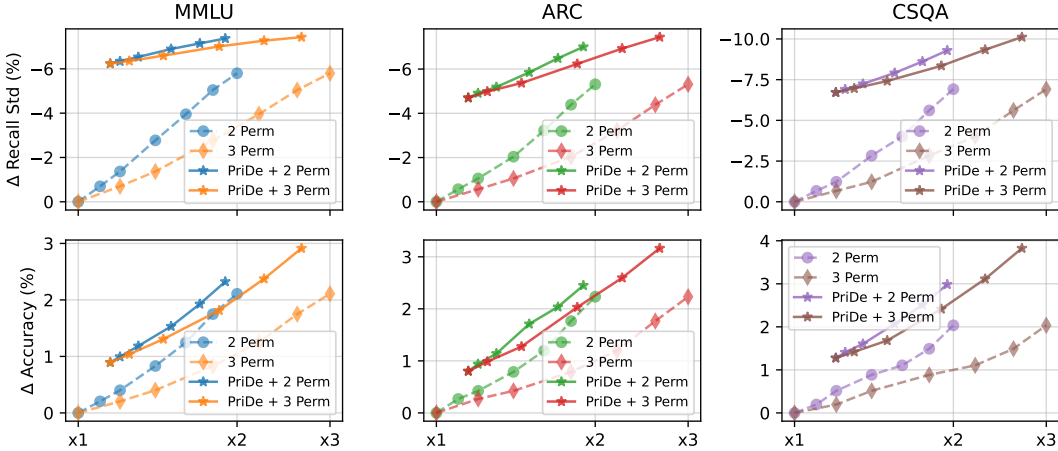 MMLU
ARC
CSQA
Δ Recall Std (%)
−6
−4
−2
0
2 Perm
3 Perm
PriDe + 2 Perm
PriDe + 3 Perm
−6
−4
−2
0
2 Perm
3 Perm
PriDe + 2 Perm
PriDe + 3 Perm
−10.0
−7.5
−5.0
−2.5
0.0
2 Perm
3 Perm
PriDe + 2 Perm
PriDe + 3 Perm
Δ Accuracy (%)
3
2
1
0
2 Perm
3 Perm
PriDe + 2 Perm
PriDe + 3 Perm
x1
x2
x3
3
2
1
0
2 Perm
3 Perm
PriDe + 2 Perm
PriDe + 3 Perm
x1
x2
x3
4
3
2
1
0
2 Perm
3 Perm
PriDe + 2 Perm
PriDe + 3 Perm
x1
x2
x3